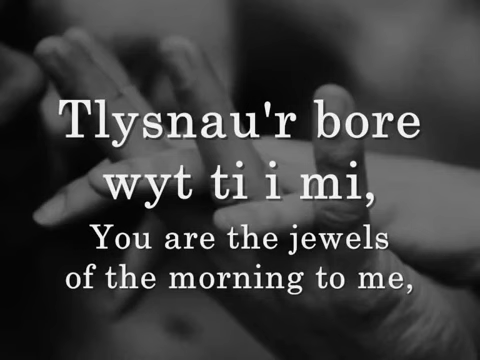 Tlysnau'r bore
wyt ti i mi,
You are the jewels
of the morning to me,